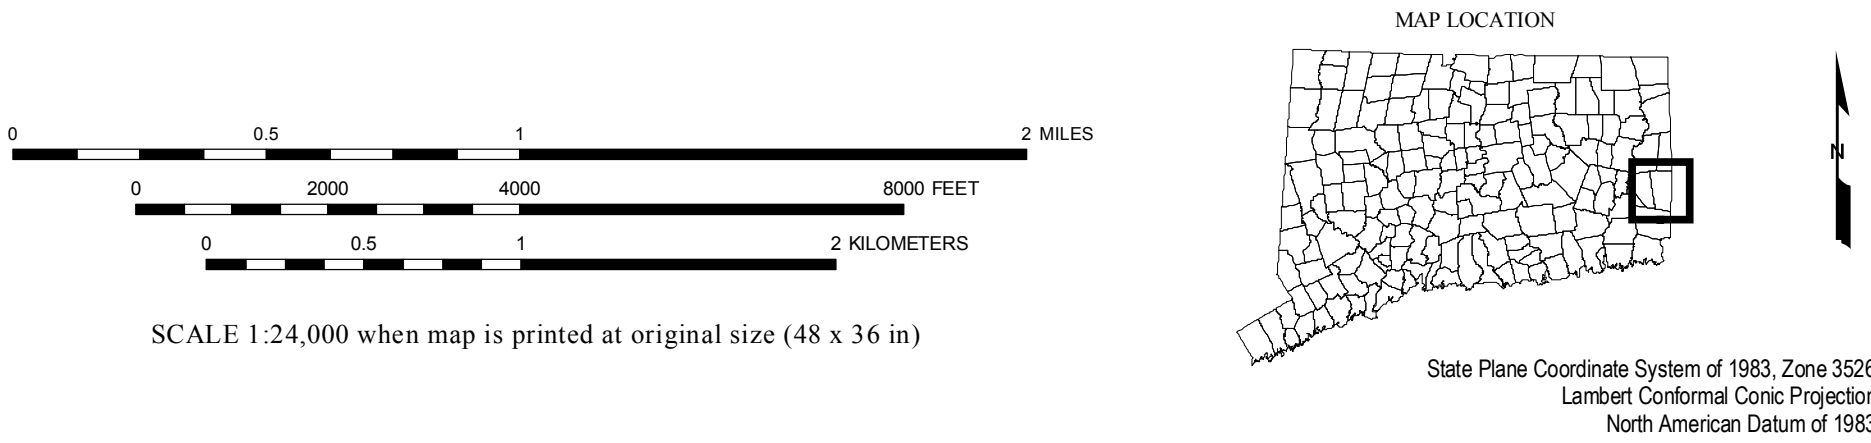 MAP LOCATION
0 0.5 1 2 MILES
0 2000 4000 8000 FEET
0 0.5 1 2 KILOMETERS
SCALE 1:24,000 when map is printed at original size (48 x 36 in)
N
State Plane Coordinate System of 1983, Zone 3526
Lambert Conformal Conic Projection
North American Datum of 1983